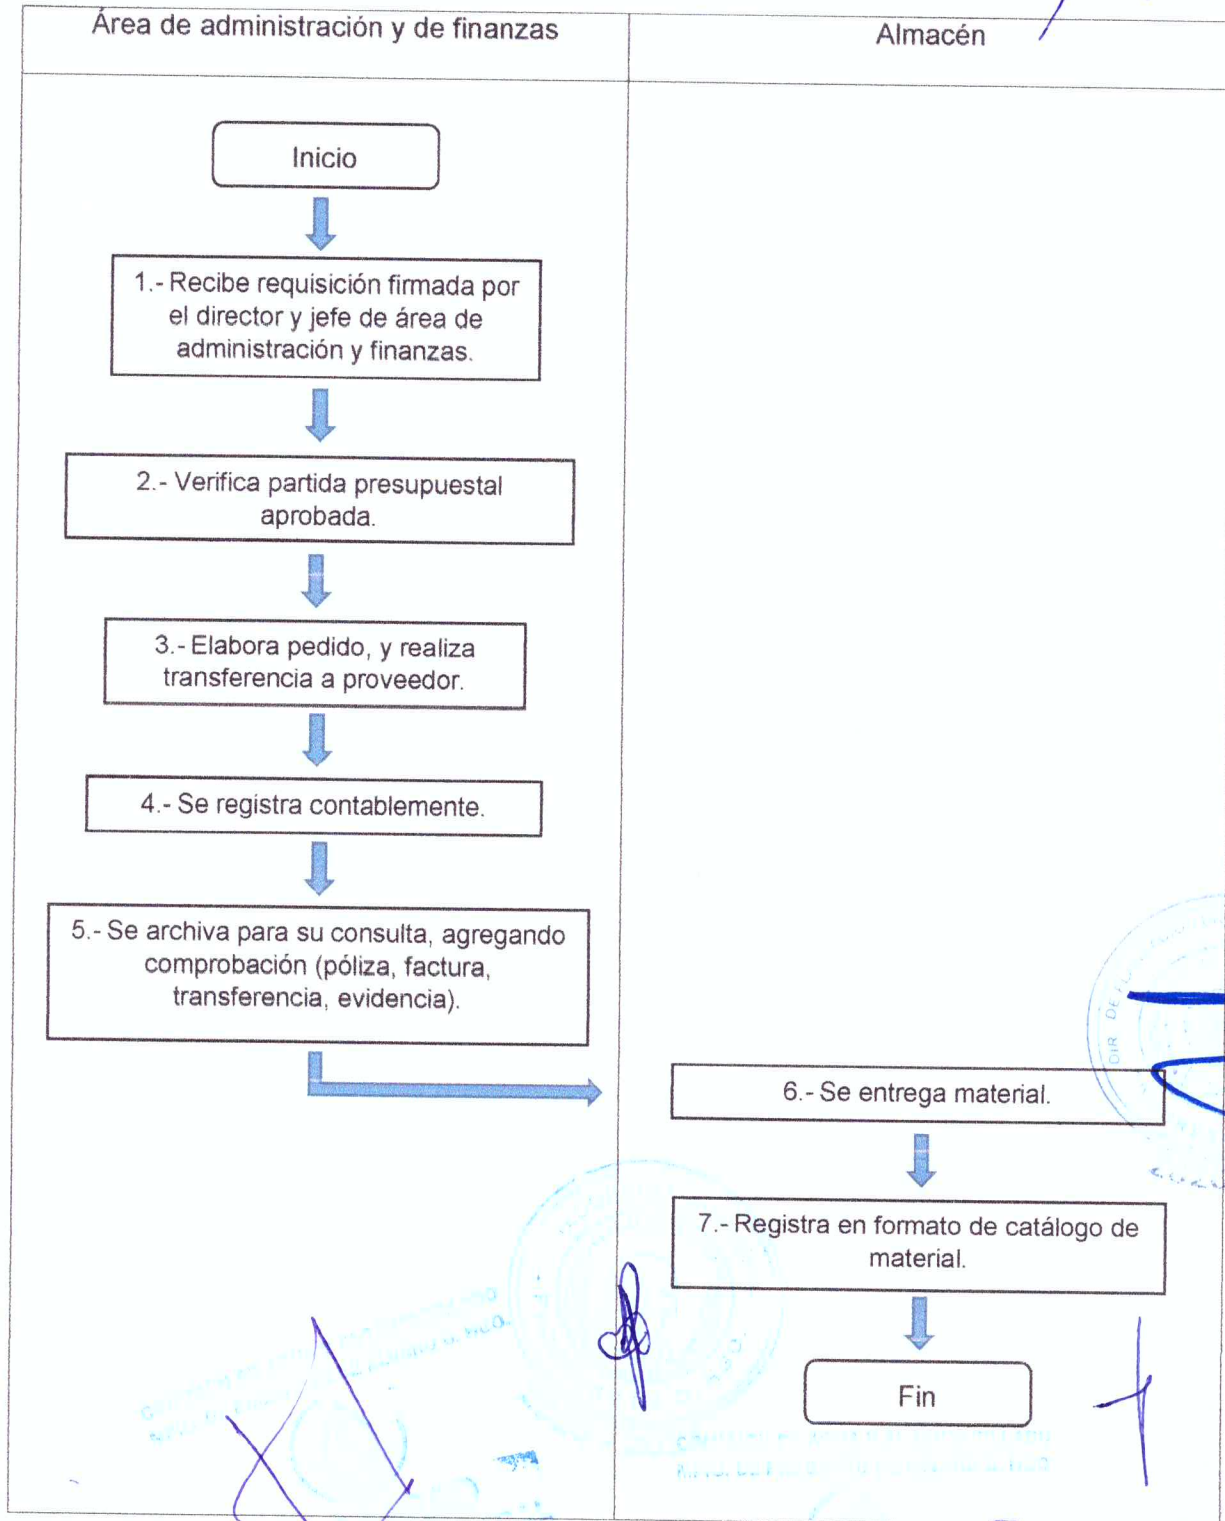 Área de administración y de finanzas
Almacén
Inicio
1.- Recibe requisición firmada por
el director y jefe de área de
administración y finanzas.
2.- Verifica partida presupuestal
aprobada.
3.- Elabora pedido, y realiza
transferencia a proveedor.
4.- Se registra contablemente.
5.- Se archiva para su consulta, agregando
comprobación (póliza, factura,
transferencia, evidencia).
6.- Se entrega material.
7.- Registra en formato de catálogo de
material.
Fin
DIR